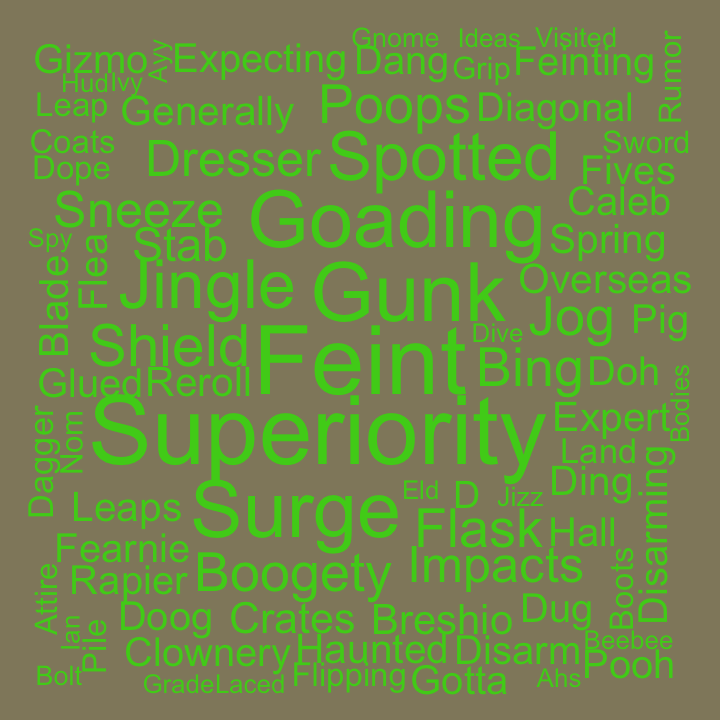 Gnome Ideas Visited
Gizmo Ayy Expecting Dang Grip Feinting Rumor
Hud Ivy
Leap Generally Poops Diagonal
Coats Dresser Spotted Sword
Dope Fives
Sneeze Goading Caleb
Spy Flea Stab Spring
Blade Jingle Gunk Overseas
Shield Feint Dive Jog Pig
Glued Reroll Bing Doh Bodies
Dagger Nom Superiority Expert
Land
Leaps Surge Eld D Jizz Ding Disarming
Fearnie Flask Hall
Attire Rapier Boogety Impacts Boots
Doog Crates Breshio Dug
Ian Pile Clownery Haunted Disarm Beebee
Bolt GradeLaced Flipping Gotta Ahs Pooh